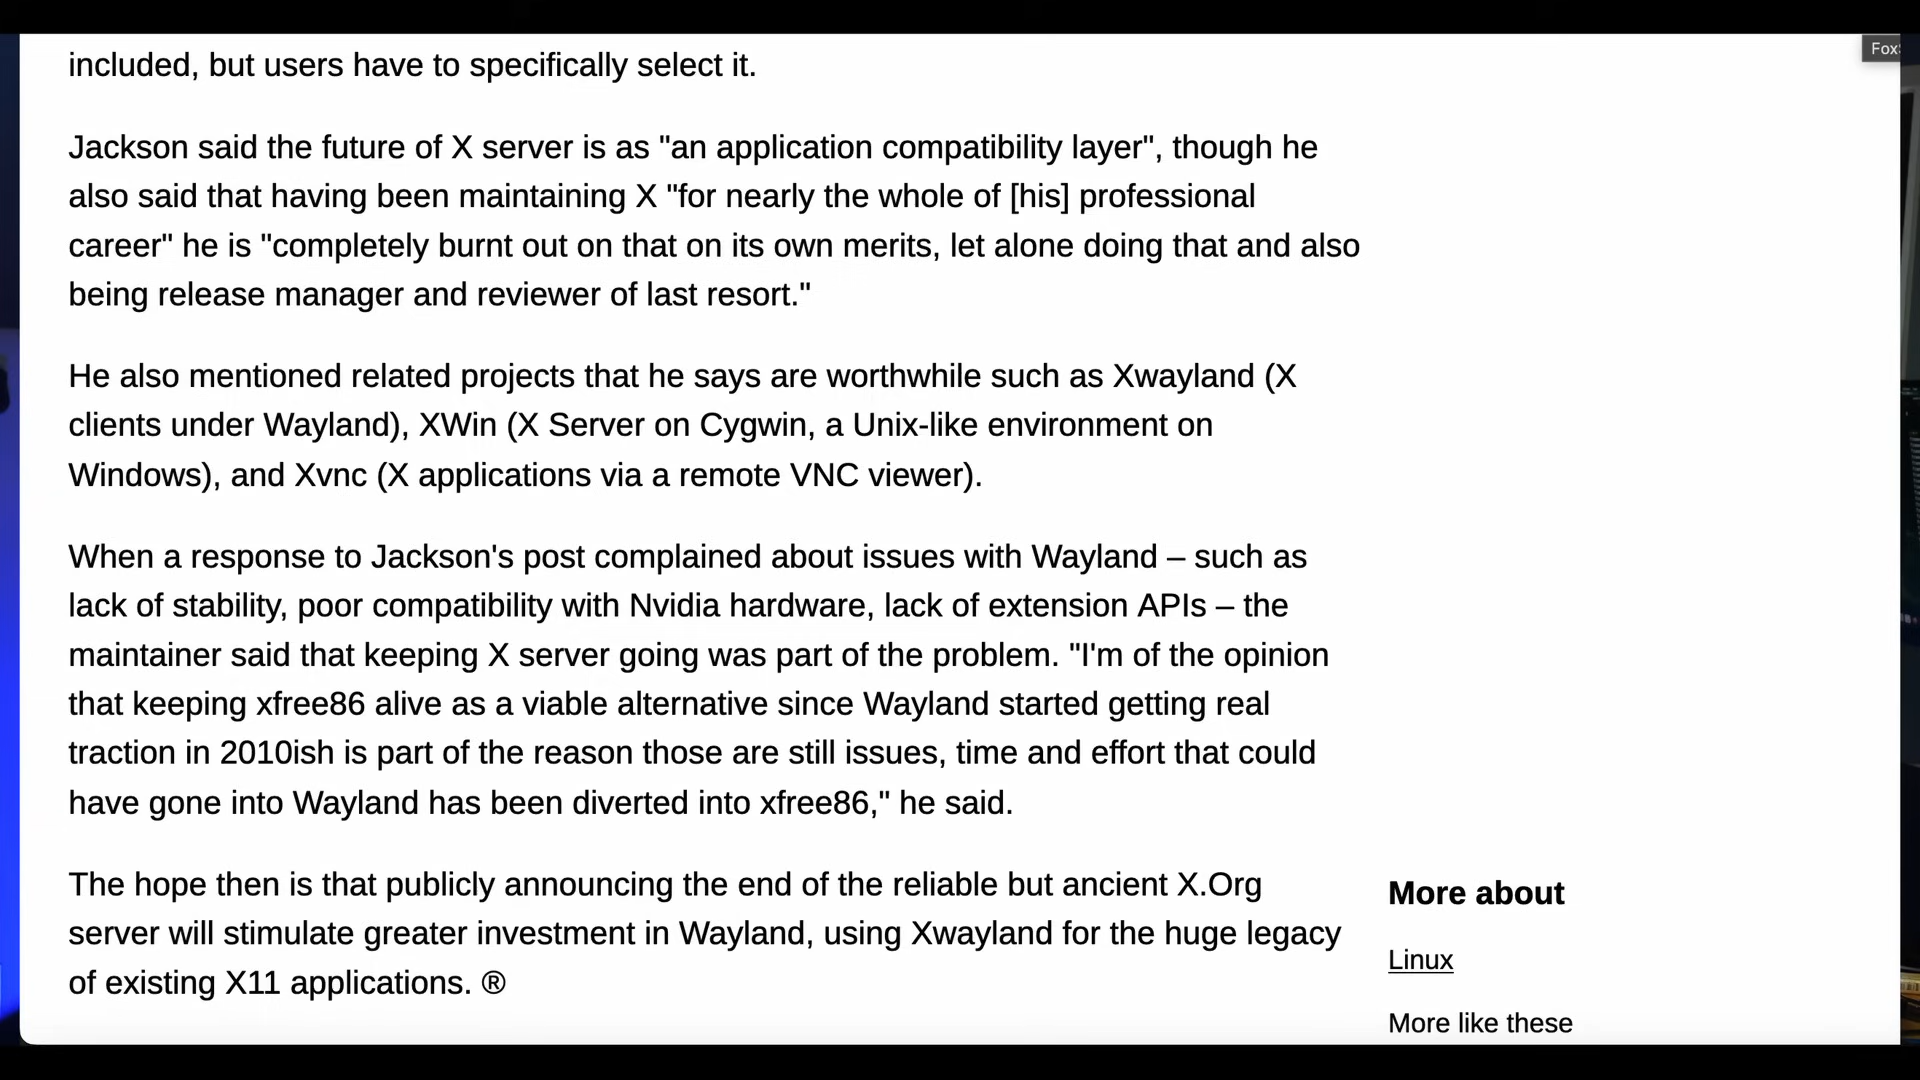 included, but users have to specifically select it.
Fox
Jackson said the future of X server is as "an application compatibility layer", though he
also said that having been maintaining X "for nearly the whole of [his] professional
career" he is "completely burnt out on that on its own merits, let alone doing that and also
being release manager and reviewer of last resort."
He also mentioned related projects that he says are worthwhile such as Xwayland (X
clients under Wayland), XWin (X Server on Cygwin, a Unix-like environment on
Windows), and Xvnc (X applications via a remote VNC viewer).
When a response to Jackson's post complained about issues with Wayland – such as
lack of stability, poor compatibility with Nvidia hardware, lack of extension APIs – the
maintainer said that keeping X server going was part of the problem. "I'm of the opinion
that keeping xfree86 alive as a viable alternative since Wayland started getting real
traction in 2010ish is part of the reason those are still issues, time and effort that could
have gone into Wayland has been diverted into xfree86," he said.
The hope then is that publicly announcing the end of the reliable but ancient X.Org
server will stimulate greater investment in Wayland, using Xwayland for the huge legacy
of existing X11 applications. ®
More about
Linux
More like these